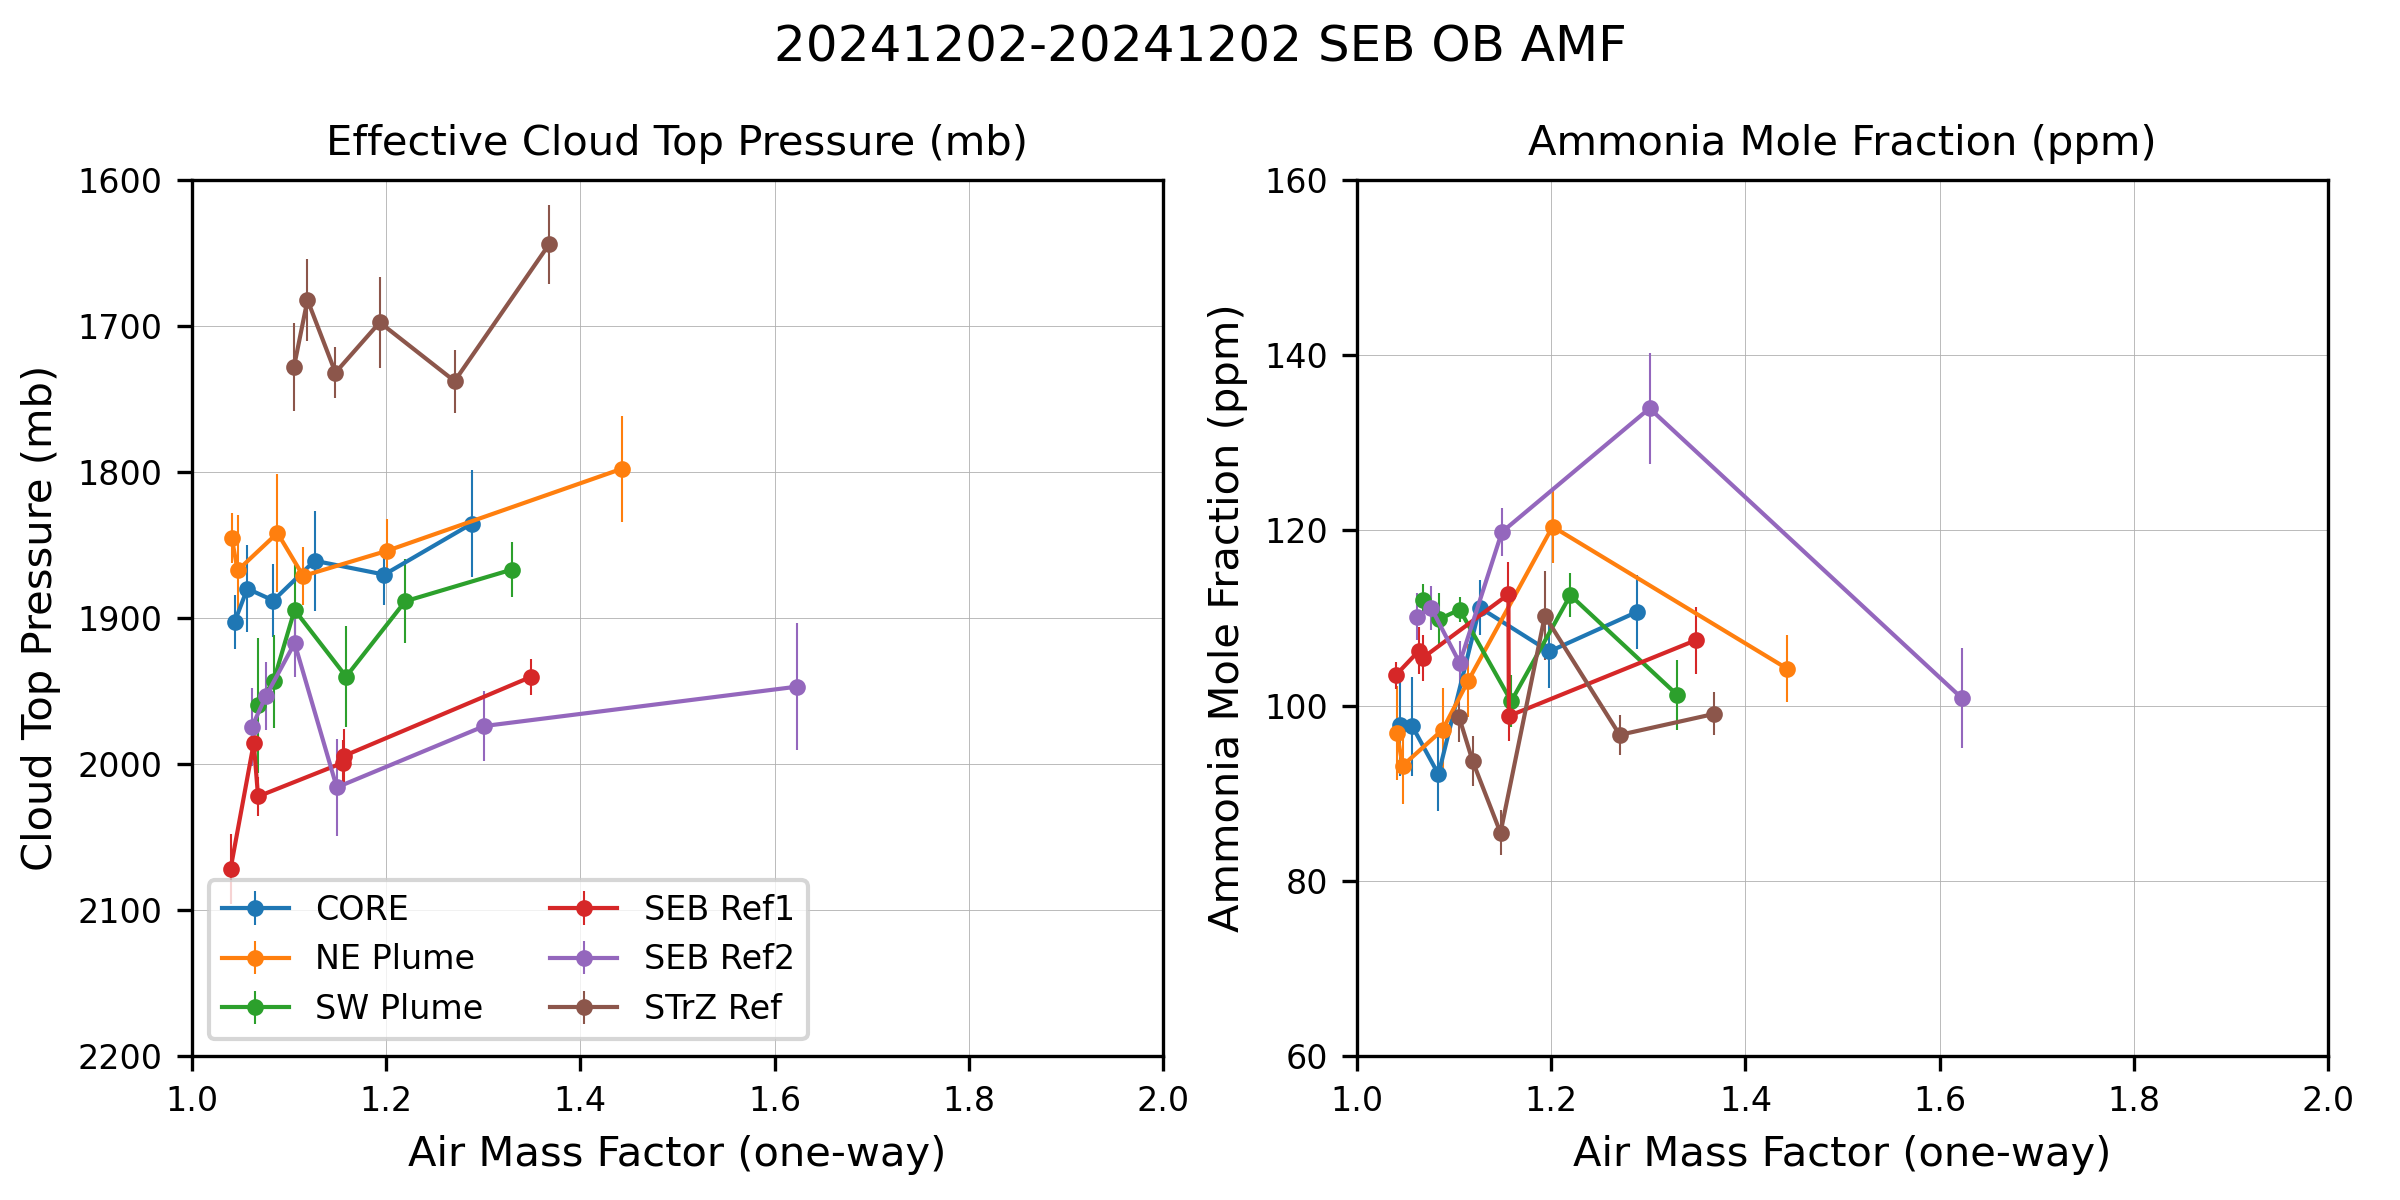 20241202-20241202 SEB OB AMF
Effective Cloud Top Pressure (mb)
Cloud Top Pressure (mb)
1600
1700
1800
1900
2000
2100
2200
CORE
NE Plume
SW Plume
SEB Ref1
SEB Ref2
STrZ Ref
1.0 1.2 1.4 1.6 1.8 2.0
Air Mass Factor (one-way)
Ammonia Mole Fraction (ppm)
Ammonia Mole Fraction (ppm)
160
140
120
100
80
60
1.0 1.2 1.4 1.6 1.8 2.0
Air Mass Factor (one-way)